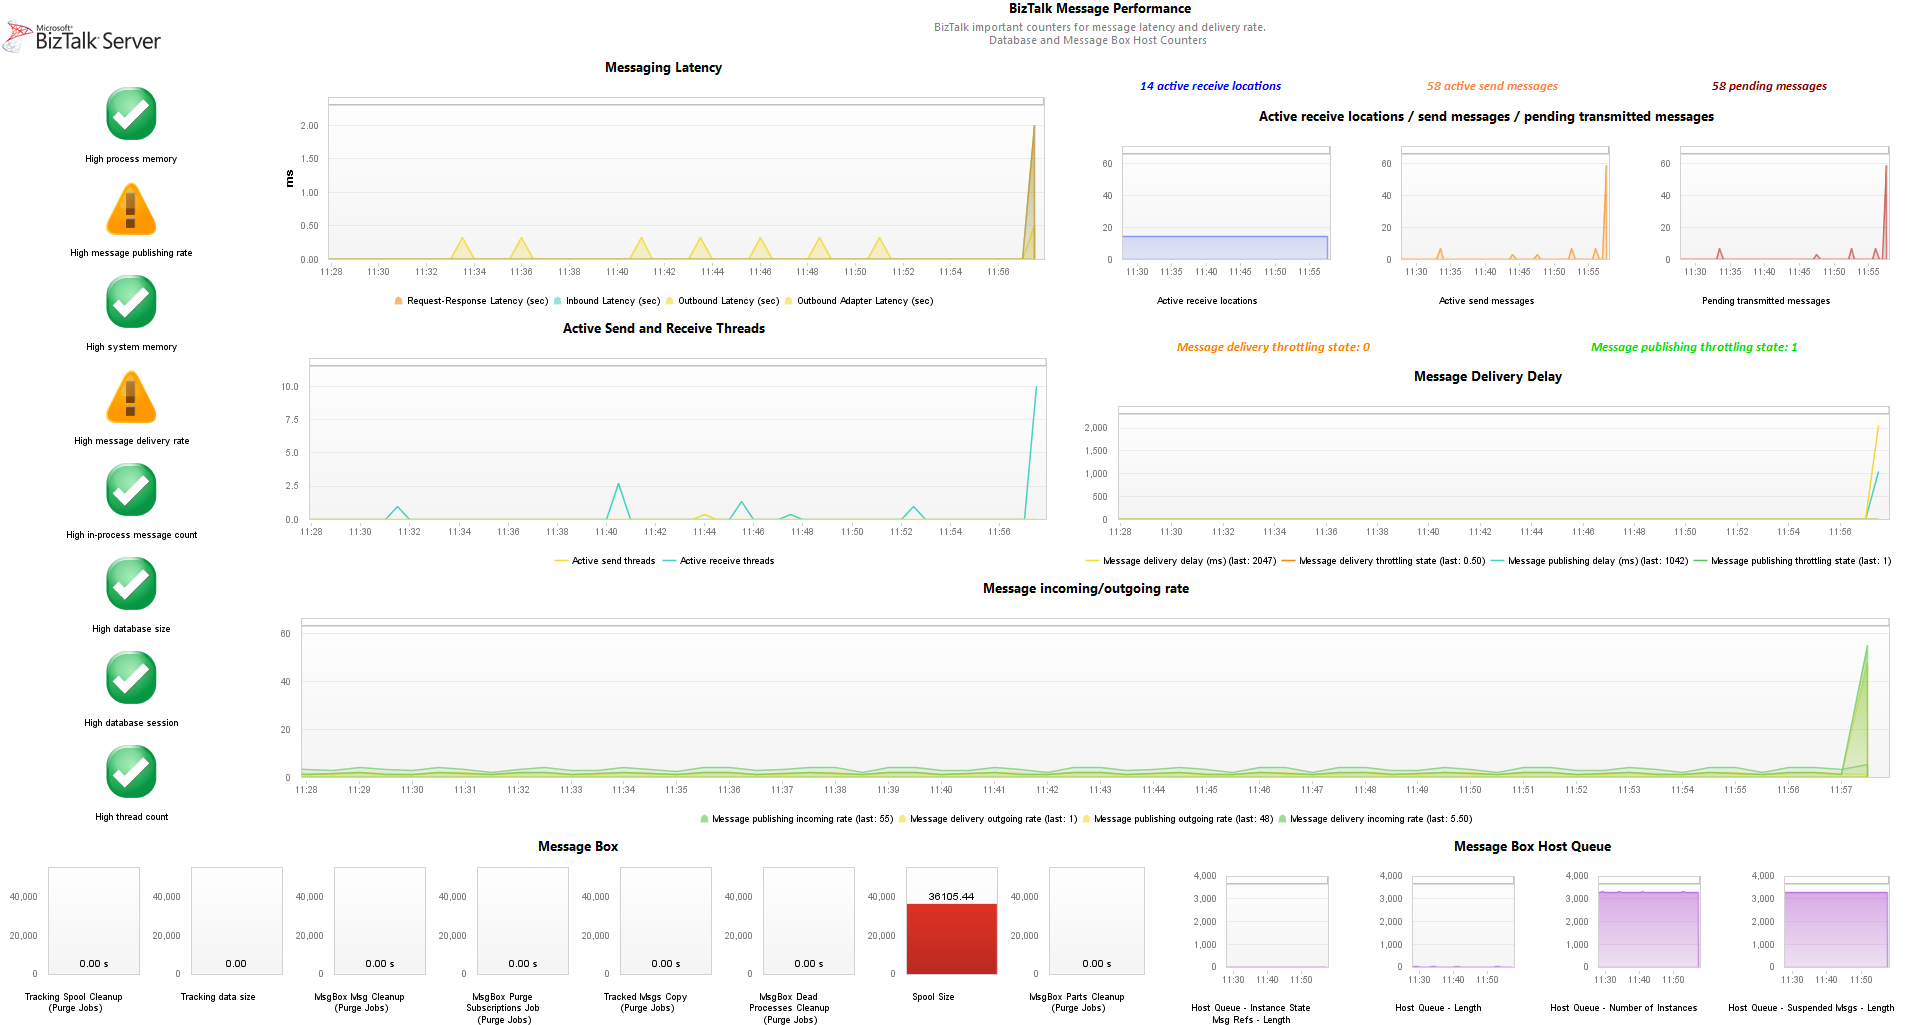 BizTalk Message Performance
BizTalk important counters for message latency and delivery rate.
Database and Message Box Host Counters
Microsoft®
BizTalk Server
High process memory
High message publishing rate
High system memory
High message delivery rate
High in-process message count
High database size
High database session
High thread count
Messaging Latency
ms
2.00
1.50
1.00
0.50
0.00
11:28 11:30 11:32 11:34 11:36 11:38 11:40 11:42 11:44 11:46 11:48 11:50 11:52 11:54 11:56
Request-Response Latency (sec) Inbound Latency (sec) Outbound Latency (sec) Outbound Adapter Latency (sec)
14 active receive locations 58 active send messages 58 pending messages
Active receive locations / send messages / pending transmitted messages
60 60 60
40 40 40
20 20 20
0 0 0
11:30 11:35 11:40 11:45 11:50 11:55 11:30 11:35 11:40 11:45 11:50 11:55 11:30 11:35 11:40 11:45 11:50 11:55
Active receive locations Active send messages Pending transmitted messages
Active Send and Receive Threads
10.0
7.5
5.0
2.5
0.0
11:28 11:30 11:32 11:34 11:36 11:38 11:40 11:42 11:44 11:46 11:48 11:50 11:52 11:54 11:56
Active send threads Active receive threads
Message delivery throttling state: 0 Message publishing throttling state: 1
Message Delivery Delay
2,000
1,500
1,000
500
0
11:28 11:30 11:32 11:34 11:36 11:38 11:40 11:42 11:44 11:46 11:48 11:50 11:52 11:54 11:56
Message delivery delay (ms) (last: 2047) Message delivery throttling state (last: 0.50) Message publishing delay (ms) (last: 1042) Message publishing throttling state (last: 1)
Message incoming/outgoing rate
60
40
20
0
11:28 11:29 11:30 11:31 11:32 11:33 11:34 11:35 11:36 11:37 11:38 11:39 11:40 11:41 11:42 11:43 11:44 11:45 11:46 11:47 11:48 11:49 11:50 11:51 11:52 11:53 11:54 11:55 11:56 11:57
Message publishing incoming rate (last: 55) Message delivery outgoing rate (last: 1) Message publishing outgoing rate (last: 48) Message delivery incoming rate (last: 5.50)
Message Box
40,000 40,000 40,000 40,000 40,000 40,000 40,000 36105.44 40,000
20,000 20,000 20,000 20,000 20,000 20,000 20,000 20,000
0 0.00 s 0 0.00 0 0.00 s 0 0.00 s 0 0.00 s 0 0.00 s 0 0 0.00 s
Tracking Spool Cleanup
(Purge Jobs)
Tracking data size
MsgBox Msg Cleanup
(Purge Jobs)
MsgBox Purge
Subscriptions Job
(Purge Jobs)
Tracked Msgs Copy
(Purge Jobs)
MsgBox Dead
Processes Cleanup
(Purge Jobs)
Spool Size
MsgBox Parts Cleanup
(Purge Jobs)
Message Box Host Queue
4,000 4,000 4,000 4,000
3,000 3,000 3,000 3,000
2,000 2,000 2,000 2,000
1,000 1,000 1,000 1,000
0 0 0 0
11:30 11:40 11:50 11:30 11:40 11:50 11:30 11:40 11:50 11:30 11:40 11:50
Host Queue - Instance State
Msg Refs - Length
Host Queue - Length
Host Queue - Number of Instances
Host Queue - Suspended Msgs - Length